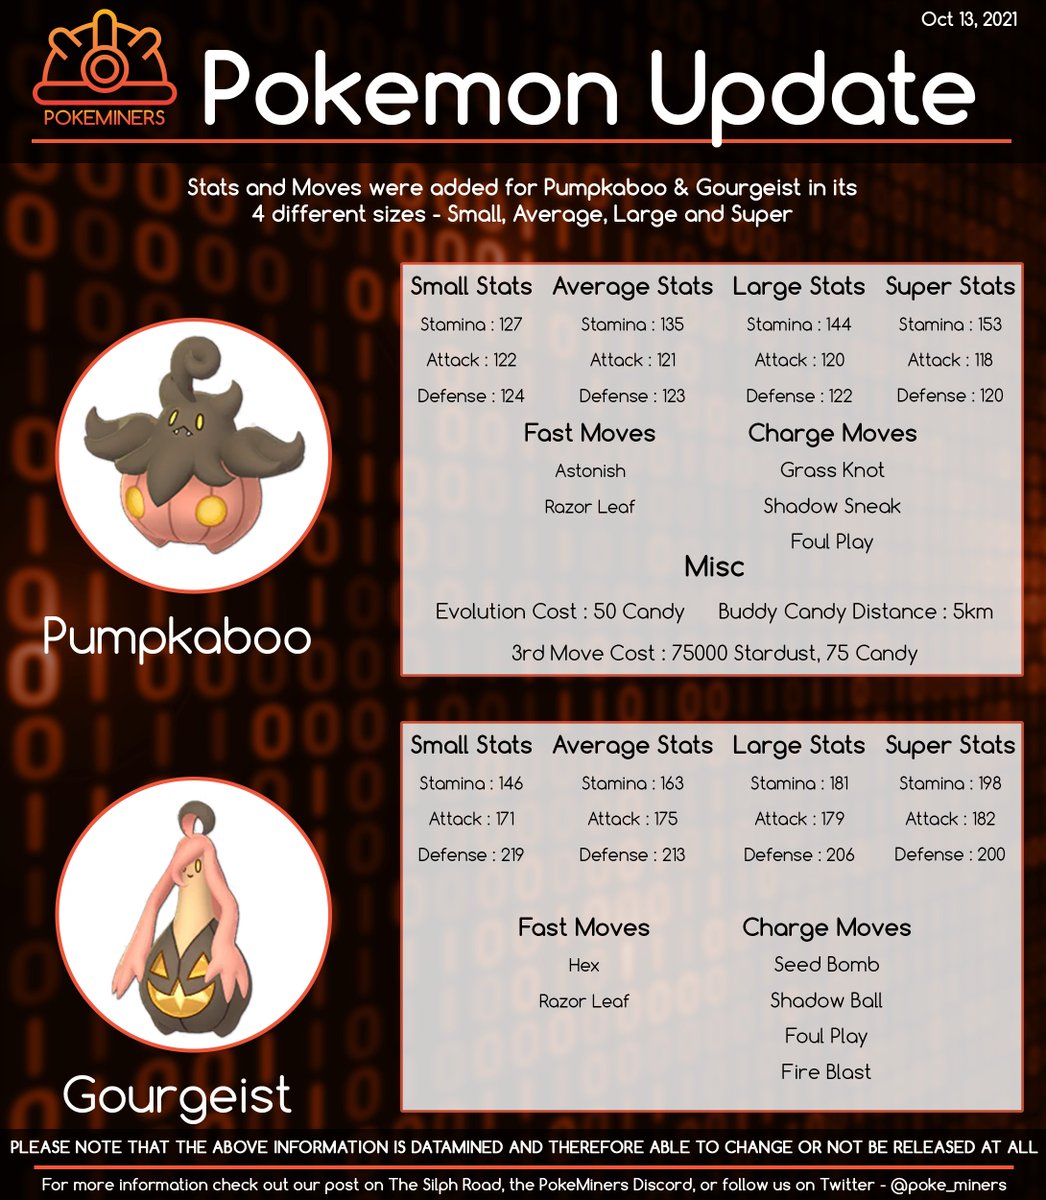 Oct 13, 2021
POKEMINERS
Pokemon Update
Stats and Moves were added for Pumpkaboo & Gourgeist in its
4 different sizes - Small, Average, Large and Super
Small Stats Average Stats Large Stats Super Stats
Stamina : 127 Stamina : 135 Stamina : 144 Stamina : 153
Attack : 122 Attack : 121 Attack : 120 Attack : 118
Defense : 124 Defense : 123 Defense : 122 Defense : 120
Fast Moves Charge Moves
Astonish Grass Knot
Razor Leaf Shadow Sneak
Foul Play
Misc
Evolution Cost : 50 Candy Buddy Candy Distance : 5km
3rd Move Cost : 75000 Stardust, 75 Candy
Pumpkaboo
Small Stats Average Stats Large Stats Super Stats
Stamina : 146 Stamina : 163 Stamina : 181 Stamina : 198
Attack : 171 Attack : 175 Attack : 179 Attack : 182
Defense : 219 Defense : 213 Defense : 206 Defense : 200
Fast Moves Charge Moves
Hex Seed Bomb
Razor Leaf Shadow Ball
Foul Play
Fire Blast
Gourgeist
PLEASE NOTE THAT THE ABOVE INFORMATION IS DATAMINED AND THEREFORE ABLE TO CHANGE OR NOT BE RELEASED AT ALL
For more information check out our post on The Silph Road, the PokeMiners Discord, or follow us on Twitter - @poke_miners